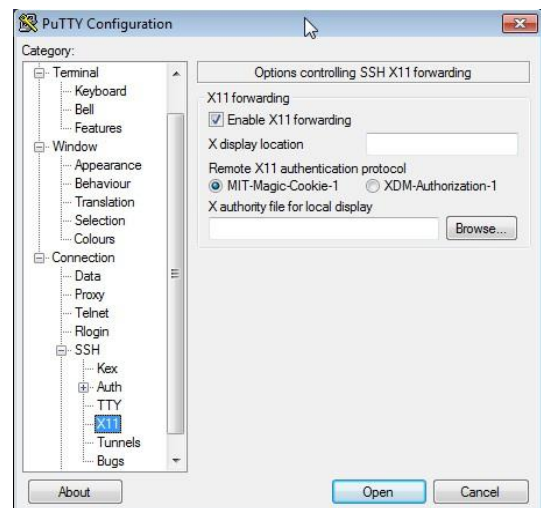 PuTTY Configuration
Category:
Terminal
Keyboard
Bell
Features
Window
Appearance
Behaviour
Translation
Selection
Colours
Connection
Data
Proxy
Telnet
Rlogin
SSH
Kex
Auth
TTY
X11
Tunnels
Bugs
Options controlling SSH X11 forwarding
X11 forwarding
Enable X11 forwarding
X display location
Remote X11 authentication protocol
MIT-Magic-Cookie-1 XDM-Authorization-1
X authority file for local display
Browse...
About Open Cancel